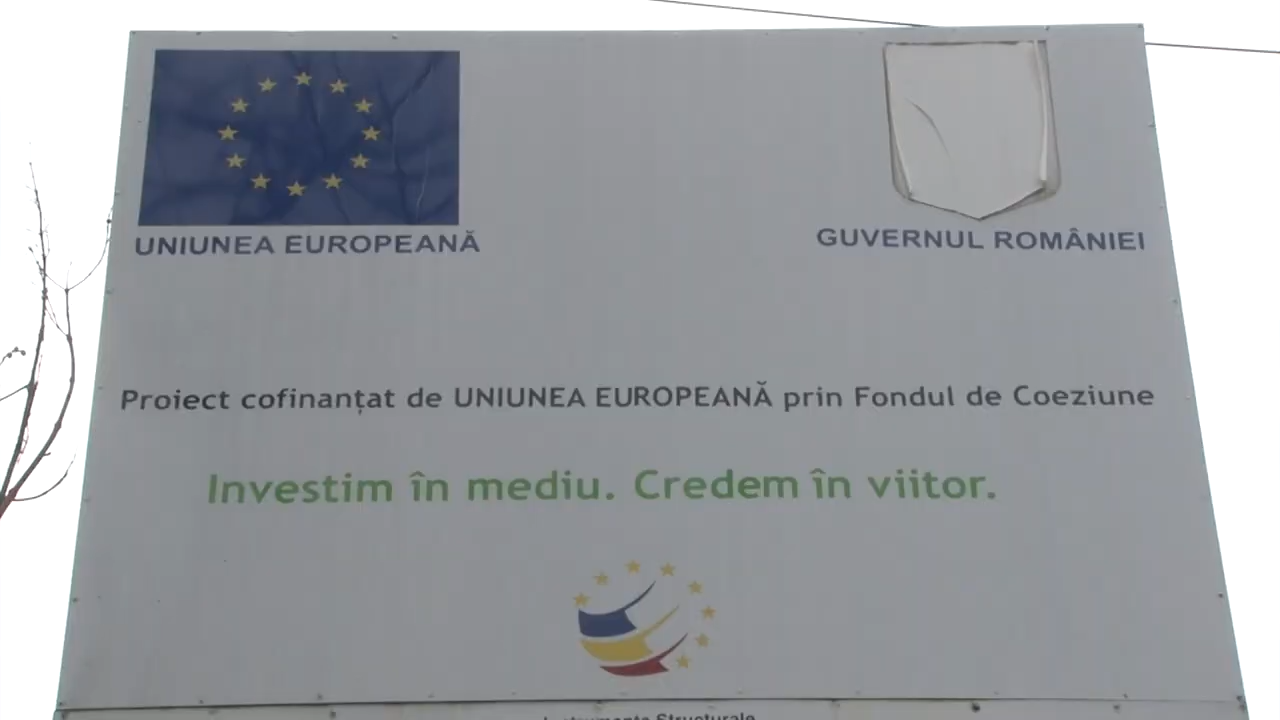 UNIUNEA EUROPEANĂ
GUVERNUL ROMÂNIEI
Proiect cofinanțat de UNIUNEA EUROPEANĂ prin Fondul de Coeziune
Investim în mediu. Credem în viitor.
Instrumente Structurale